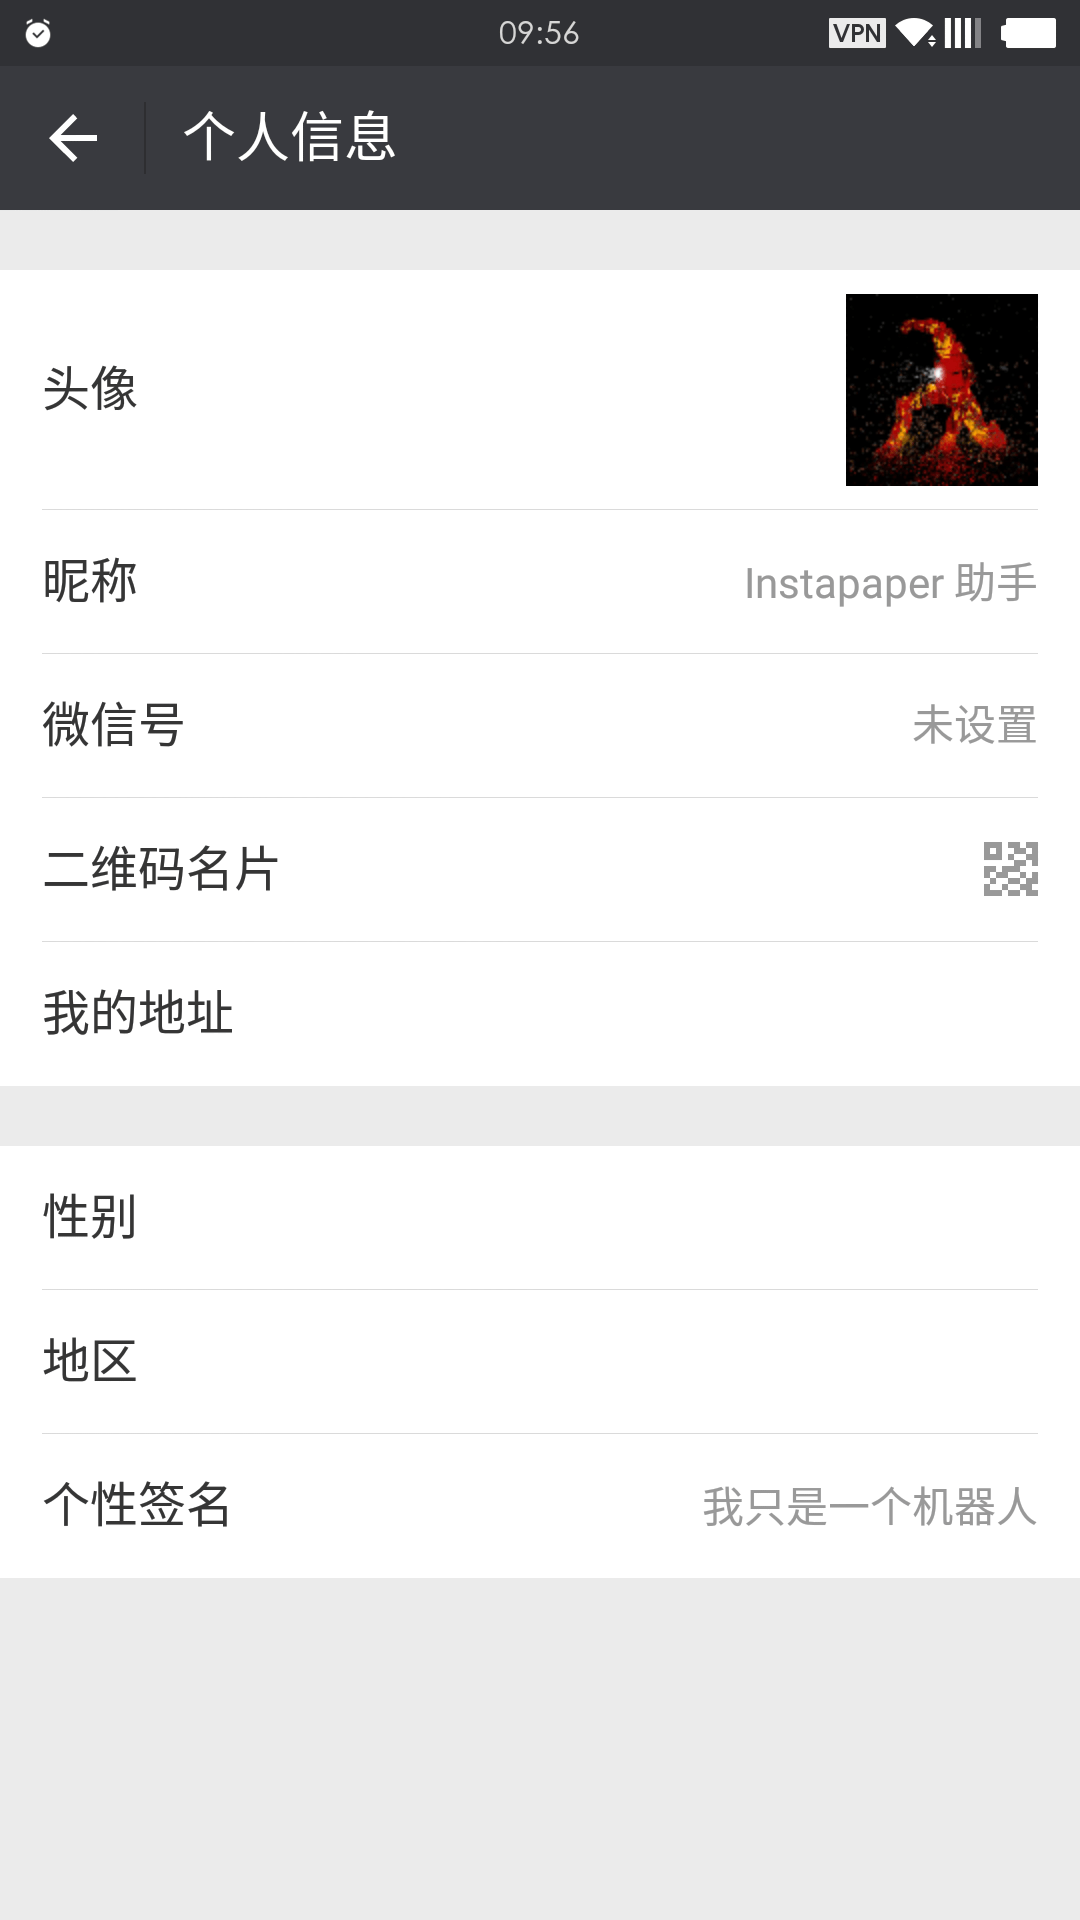 09:56 VPN
个人信息
头像
昵称 Instapaper 助手
微信号 未设置
二维码名片
我的地址
性别
地区
个性签名 我只是一个机器人